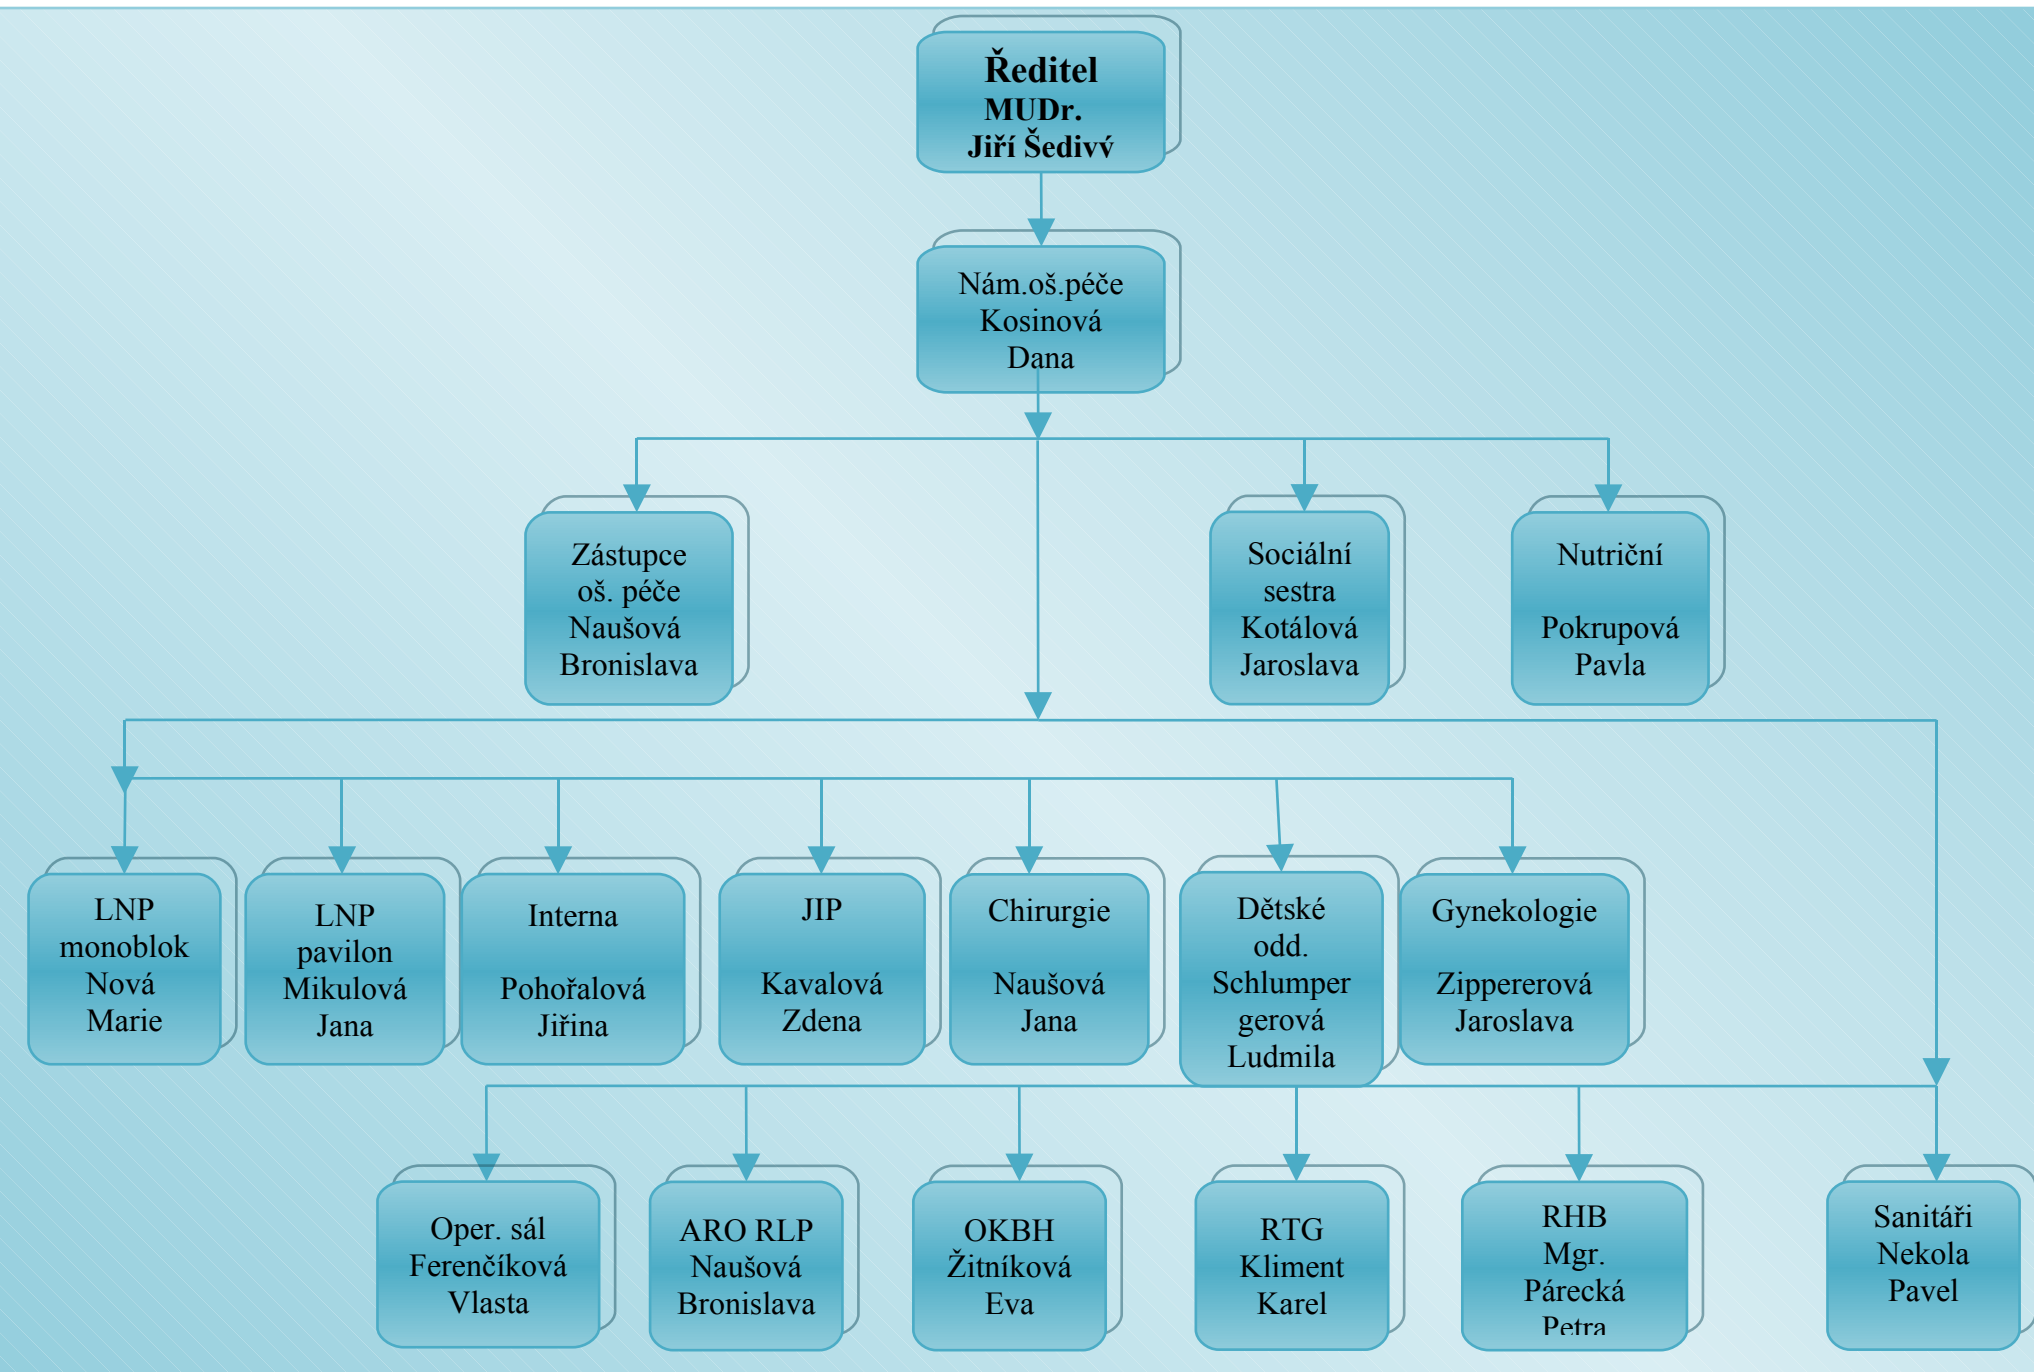 Ředitel
MUDr.
Jiří Šedivý
Nám.oš.péče
Kosinová
Dana
Zástupce
oš. péče
Naušová
Bronislava
Sociální
sestra
Kotálová
Jaroslava
Nutriční
Pokrupová
Pavla
LNP
monoblok
Nová
Marie
LNP
pavilon
Mikulová
Jana
Interna
Pohořalová
Jiřina
JIP
Kavalová
Zdena
Chirurgie
Naušová
Jana
Dětské
odd.
Schlumper
gerová
Ludmila
Gynekologie
Zippererová
Jaroslava
Oper. sál
Ferenčíková
Vlasta
ARO RLP
Naušová
Bronislava
OKBH
Žitníková
Eva
RTG
Kliment
Karel
RHB
Mgr.
Párecká
Petra
Sanitáři
Nekola
Pavel